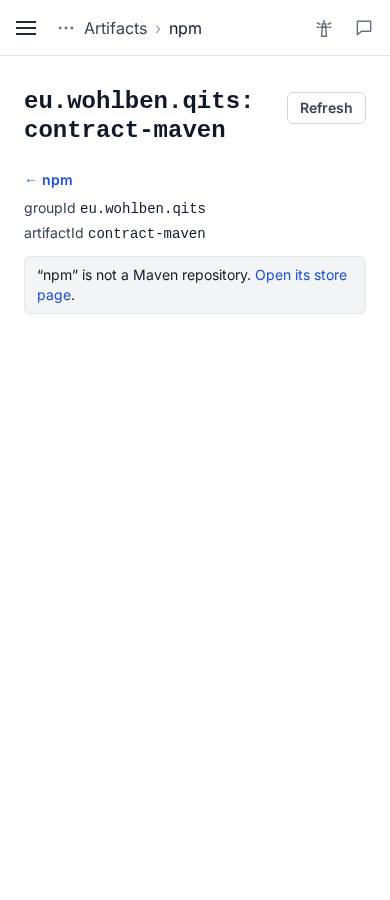 Artifacts › npm
eu.wohlben.qits:
contract-maven
Refresh
← npm
groupId eu.wohlben.qits
artifactId contract-maven
“npm” is not a Maven repository. Open its store
page.